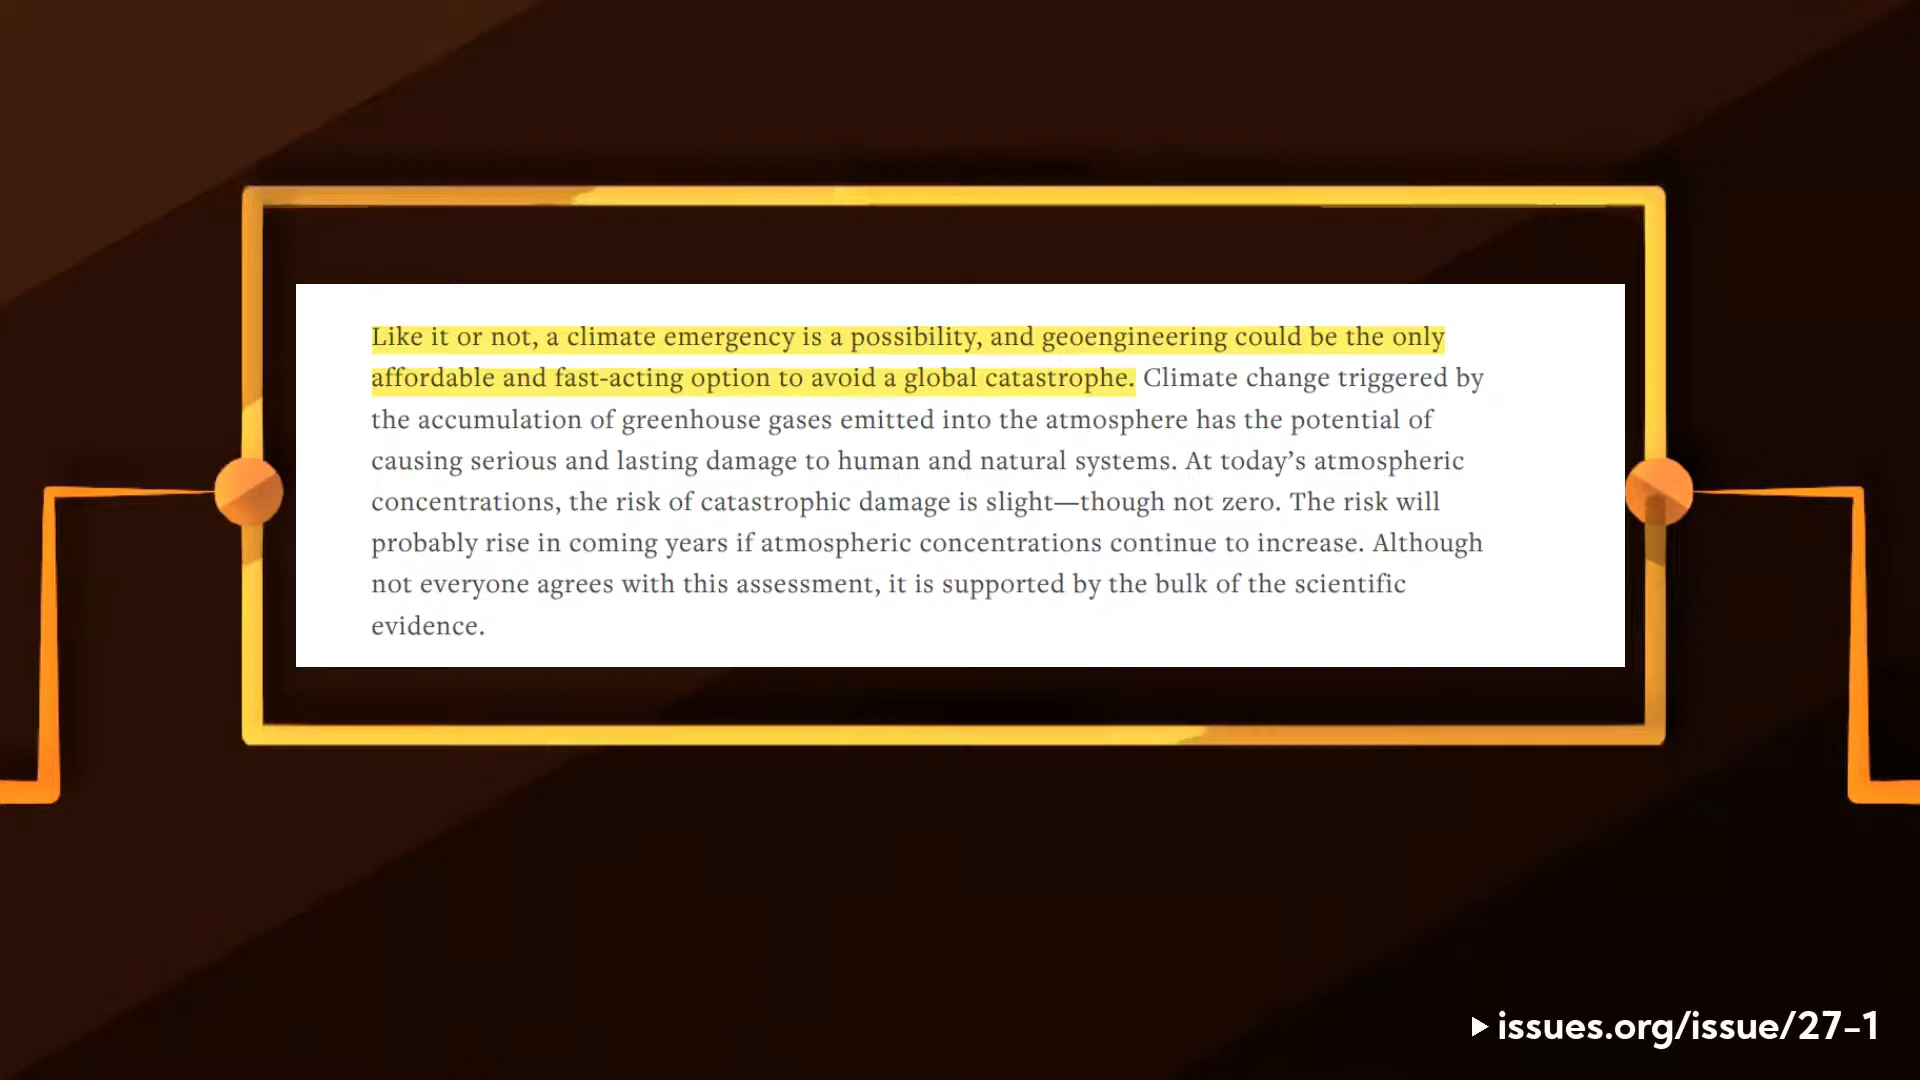 Like it or not, a climate emergency is a possibility, and geoengineering could be the only
affordable and fast-acting option to avoid a global catastrophe. Climate change triggered by
the accumulation of greenhouse gases emitted into the atmosphere has the potential of
causing serious and lasting damage to human and natural systems. At today’s atmospheric
concentrations, the risk of catastrophic damage is slight—though not zero. The risk will
probably rise in coming years if atmospheric concentrations continue to increase. Although
not everyone agrees with this assessment, it is supported by the bulk of the scientific
evidence.
issues.org/issue/27-1